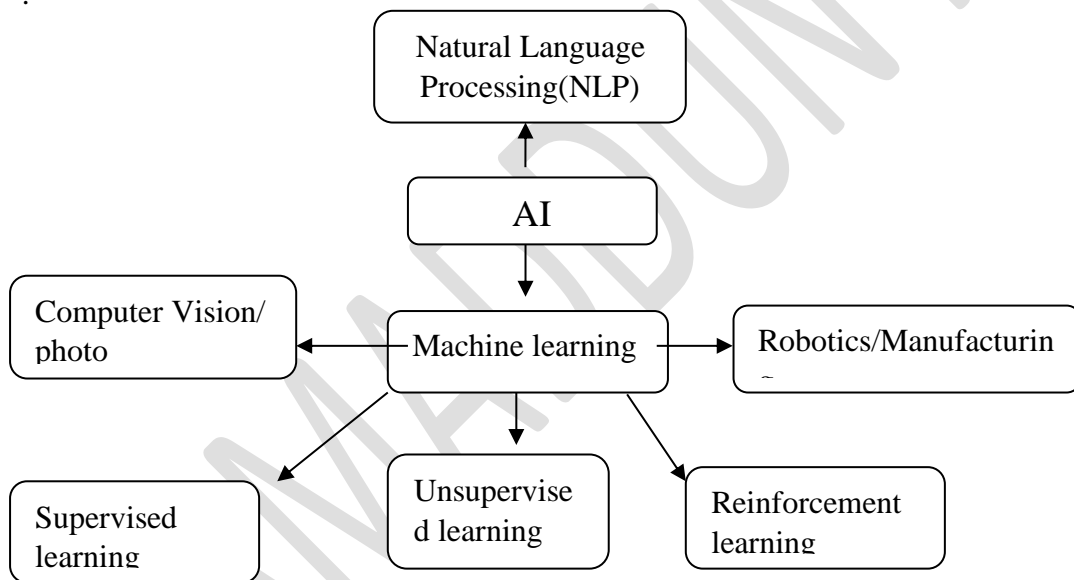 .
Natural Language
Processing(NLP)
AI
Computer Vision/
photo
Machine learning
Robotics/Manufacturin
Supervised
learning
Unsupervise
d learning
Reinforcement
learning